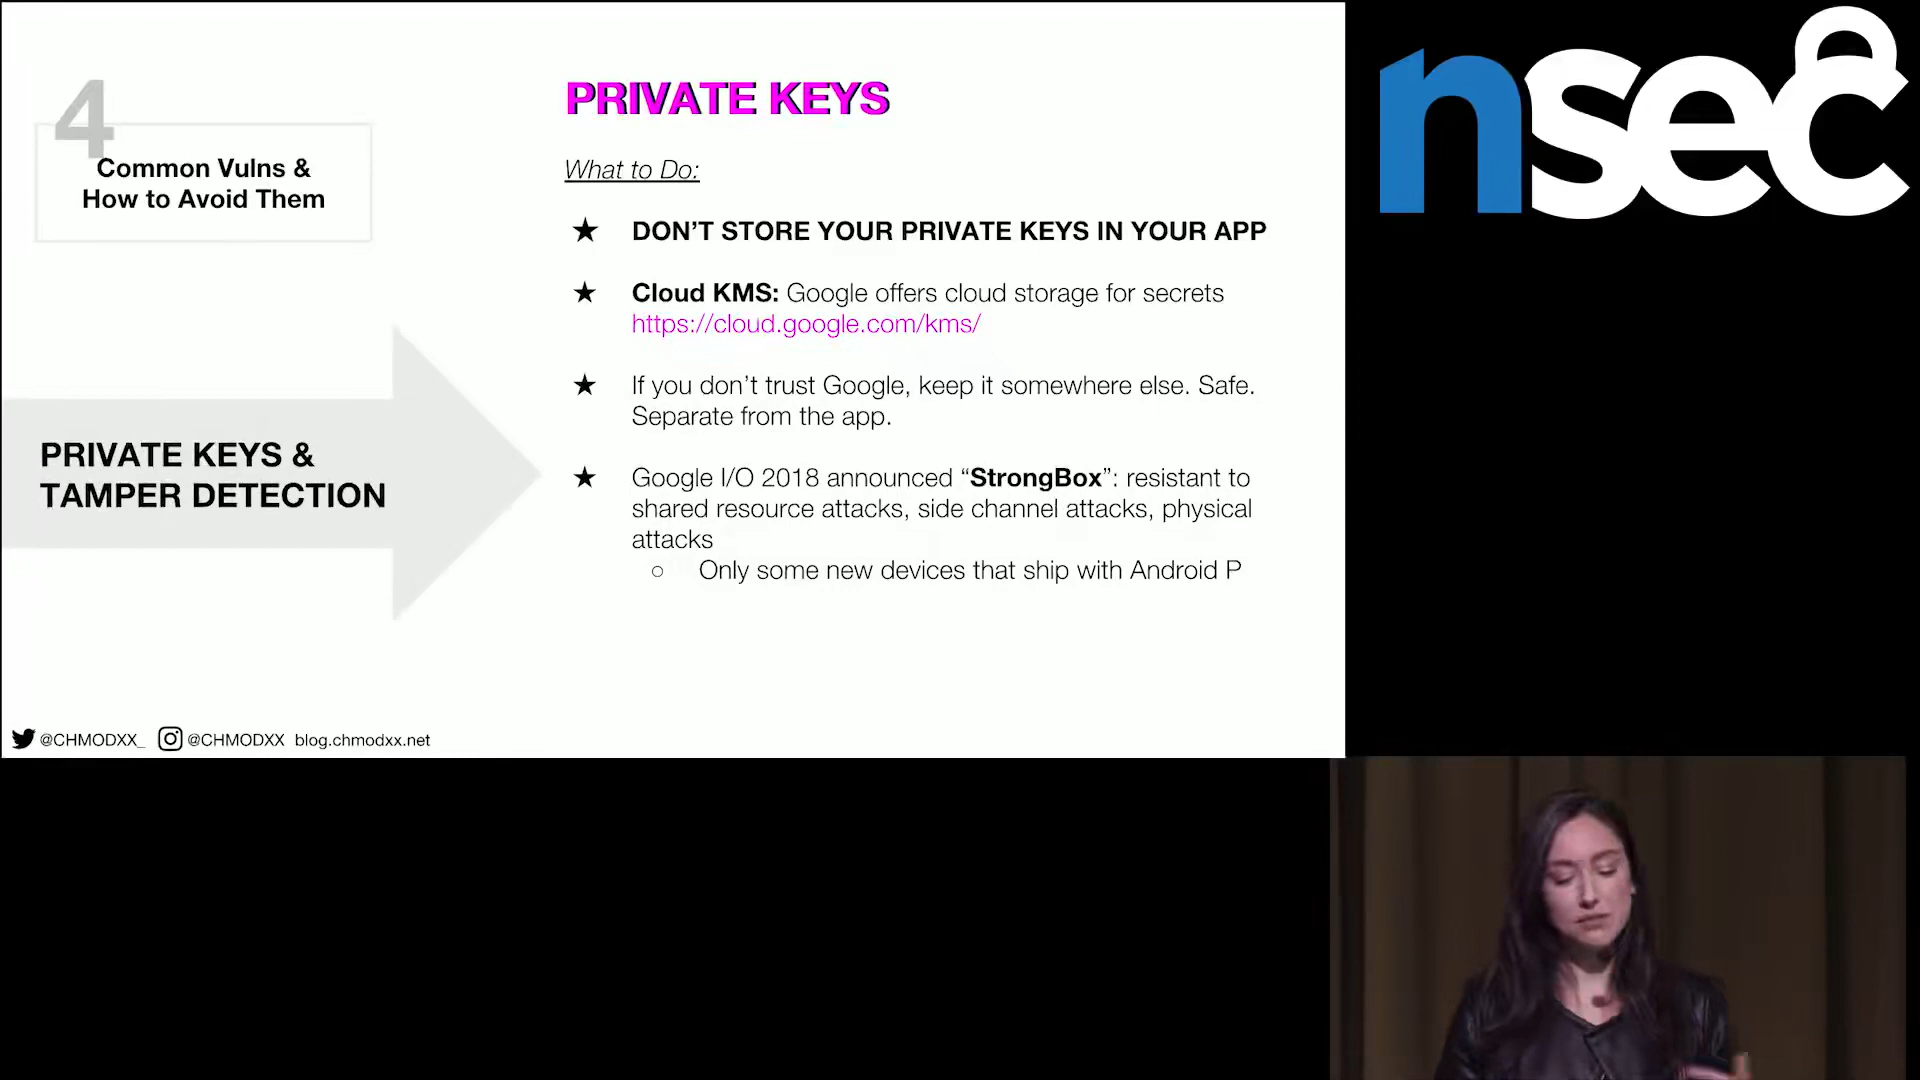 4
Common Vulns &
How to Avoid Them
PRIVATE KEYS &
TAMPER DETECTION
PRIVATE KEYS
What to Do:
★ DON’T STORE YOUR PRIVATE KEYS IN YOUR APP
★ Cloud KMS: Google offers cloud storage for secrets
https://cloud.google.com/kms/
★ If you don’t trust Google, keep it somewhere else. Safe.
Separate from the app.
★ Google I/O 2018 announced “StrongBox”: resistant to
shared resource attacks, side channel attacks, physical
attacks
○ Only some new devices that ship with Android P
@CHMODXX_ @CHMODXX blog.chmodxx.net
nsec